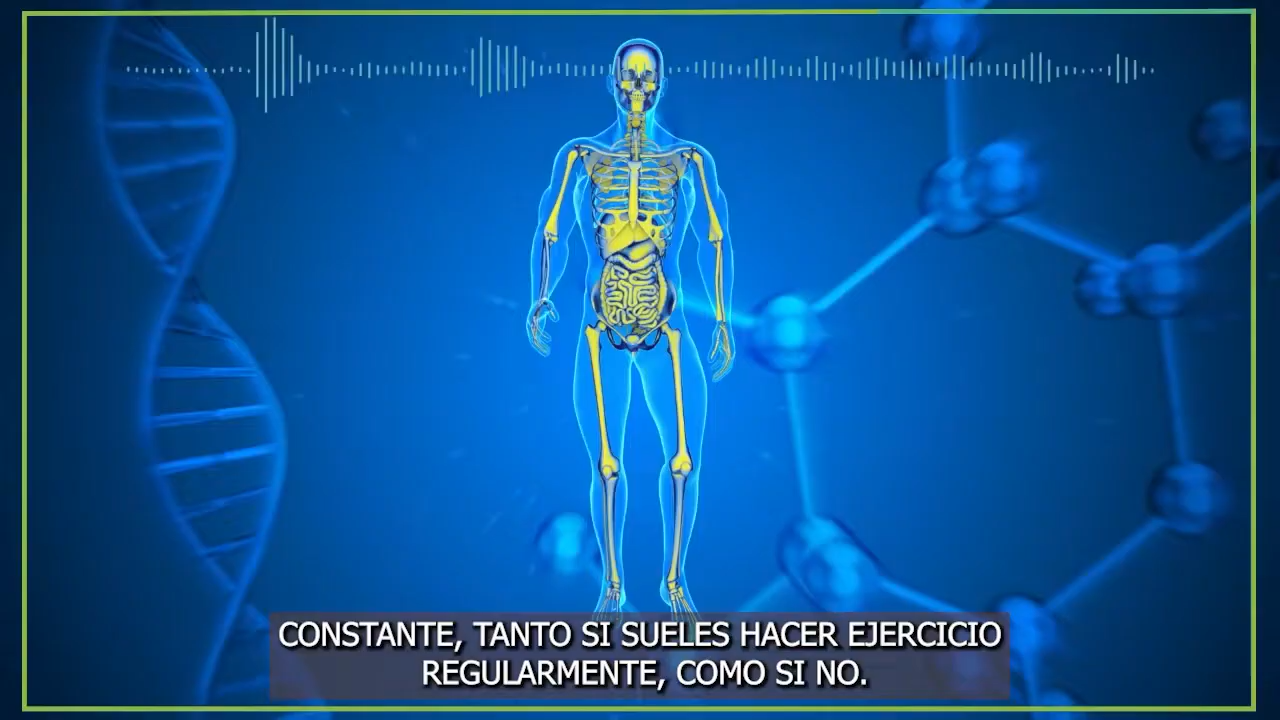 CONSTANTE, TANTO SI SUELES HACER EJERCICIO
REGULARMENTE, COMO SI NO.